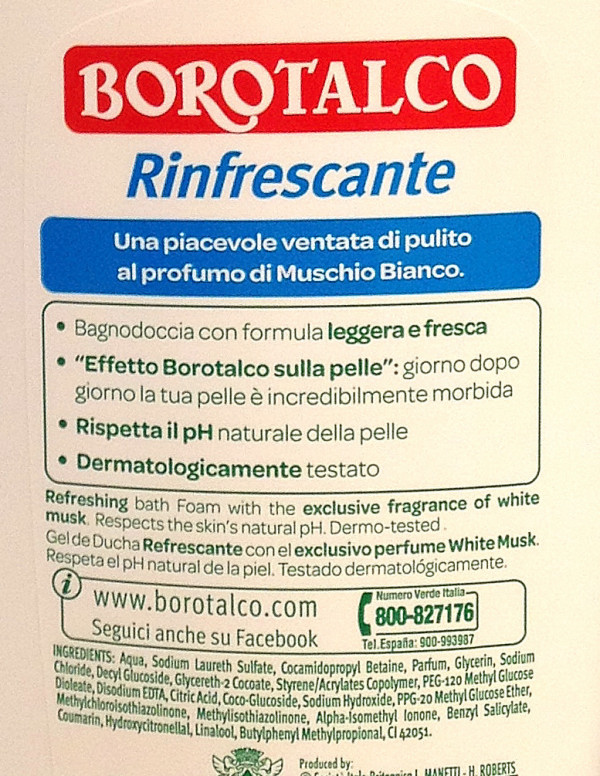 BOROTALCO
Rinfrescante
Una piacevole ventata di pulito
al profumo di Muschio Bianco.
• Bagnodoccia con formula leggera e fresca
• "Effetto Borotalco sulla pelle": giorno dopo
giorno la tua pelle è incredibilmente morbida
• Rispetta il pH naturale della pelle
• Dermatologicamente testato
Refreshing bath Foam with the exclusive fragrance of white
musk. Respects the skin's natural pH. Dermo-tested.
Gel de Ducha Refrescante con el exclusivo perfume White Musk.
Respeta el pH natural de la piel. Testado dermatológicamente.
i
www.borotalco.com
Seguici anche su Facebook
Numero Verde Italia
800-827176
Tel.España: 900-993987
INGREDIENTS: Aqua, Sodium Laureth Sulfate, Cocamidopropyl Betaine, Parfum, Glycerin, Sodium
Chloride, Decyl Glucoside, Glycereth-2 Cocoate, Styrene/Acrylates Copolymer, PEG-120 Methyl Glucose
Dioleate, Disodium EDTA, Citric Acid, Coco-Glucoside, Sodium Hydroxide, PPG-20 Methyl Glucose Ether,
Methylchloroisothiazolinone, Methylisothiazolinone, Alpha-Isomethyl Ionone, Benzyl Salicylate,
Coumarin, Hydroxycitronellal, Linalool, Butylphenyl Methylpropional, CI 42051.
Produced by:
L. MANETTI - H. ROBERTS